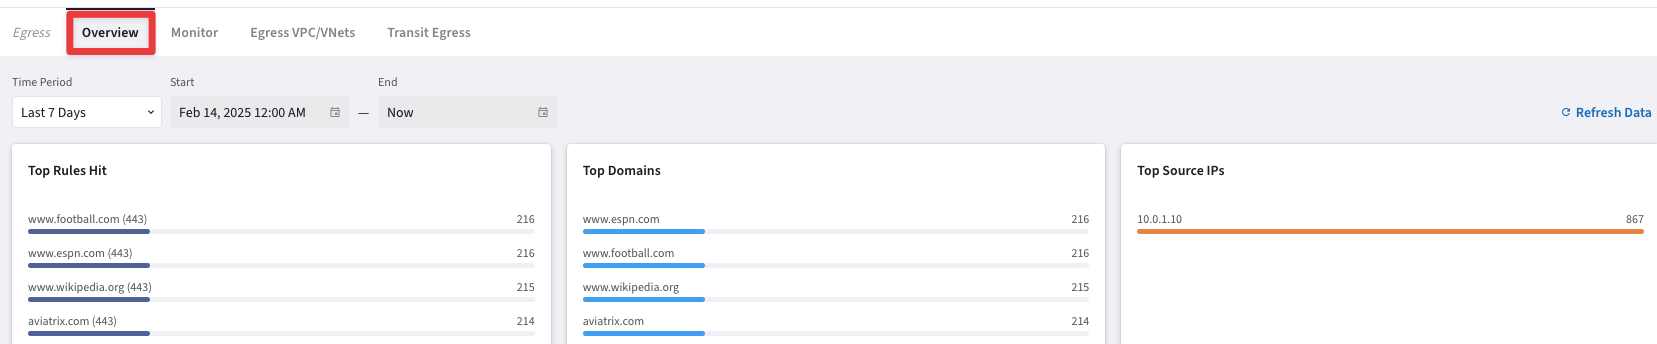 Egress Overview Monitor Egress VPC/VNets Transit Egress
Time Period Start End
Last 7 Days Feb 14, 2025 12:00 AM — Now Refresh Data
Top Rules Hit
www.football.com (443) 216
www.espn.com (443) 216
www.wikipedia.org (443) 215
aviatrix.com (443) 214
Top Domains
www.espn.com 216
www.football.com 216
www.wikipedia.org 215
aviatrix.com 214
Top Source IPs
10.0.1.10 867